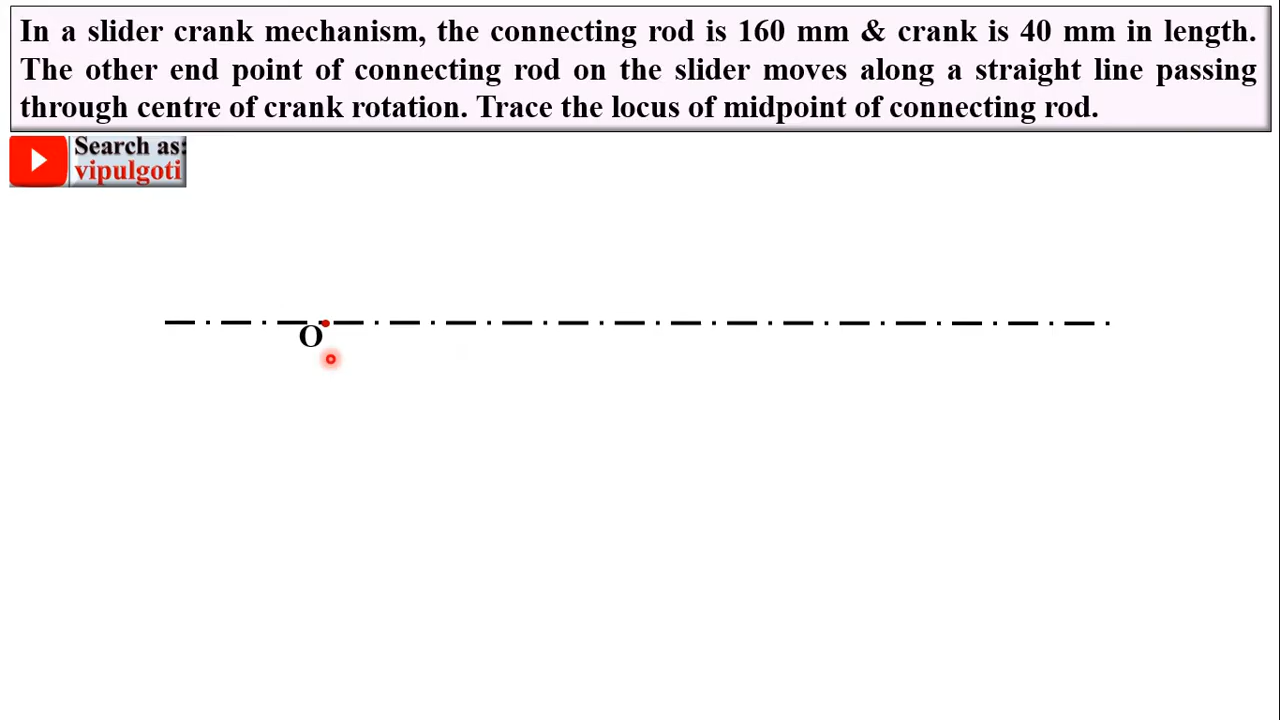 In a slider crank mechanism, the connecting rod is 160 mm & crank is 40 mm in length.
The other end point of connecting rod on the slider moves along a straight line passing
through centre of crank rotation. Trace the locus of midpoint of connecting rod.
Search as:
vipulgoti
O